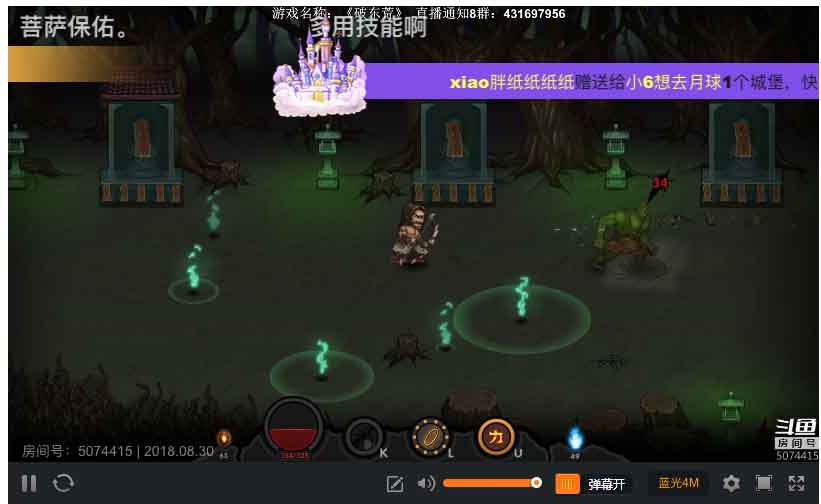 游戏名称：《破东荒》 直播通知8群：431697956
菩萨保佑。
多用技能啊
xiao胖纸纸纸纸赠送给小6想去月球1个城堡，快
34
斗鱼
房间号
5074415
房间号：5074415 | 2018.08.30
力
K
L
U
49
弹幕开
蓝光4M